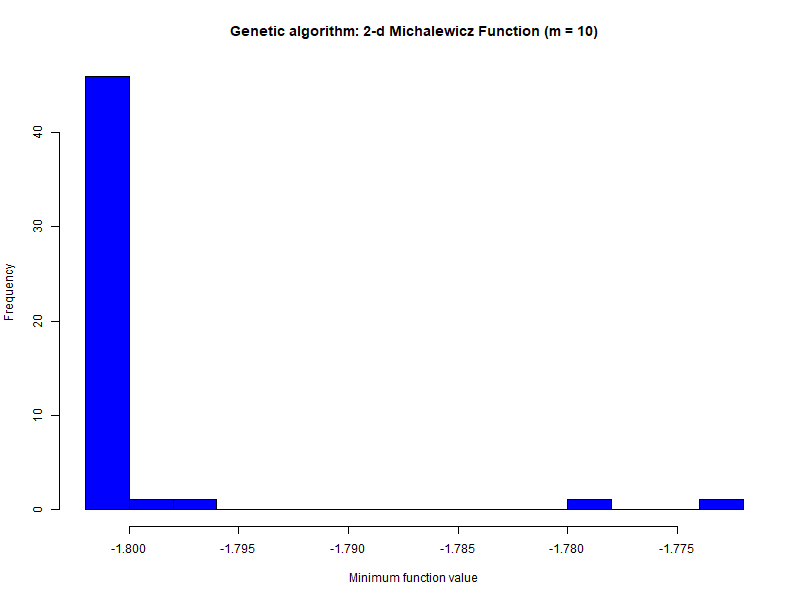 Genetic algorithm: 2-d Michalewicz Function (m = 10)
Frequency
40
30
20
10
0
-1.800 -1.795 -1.790 -1.785 -1.780 -1.775
Minimum function value